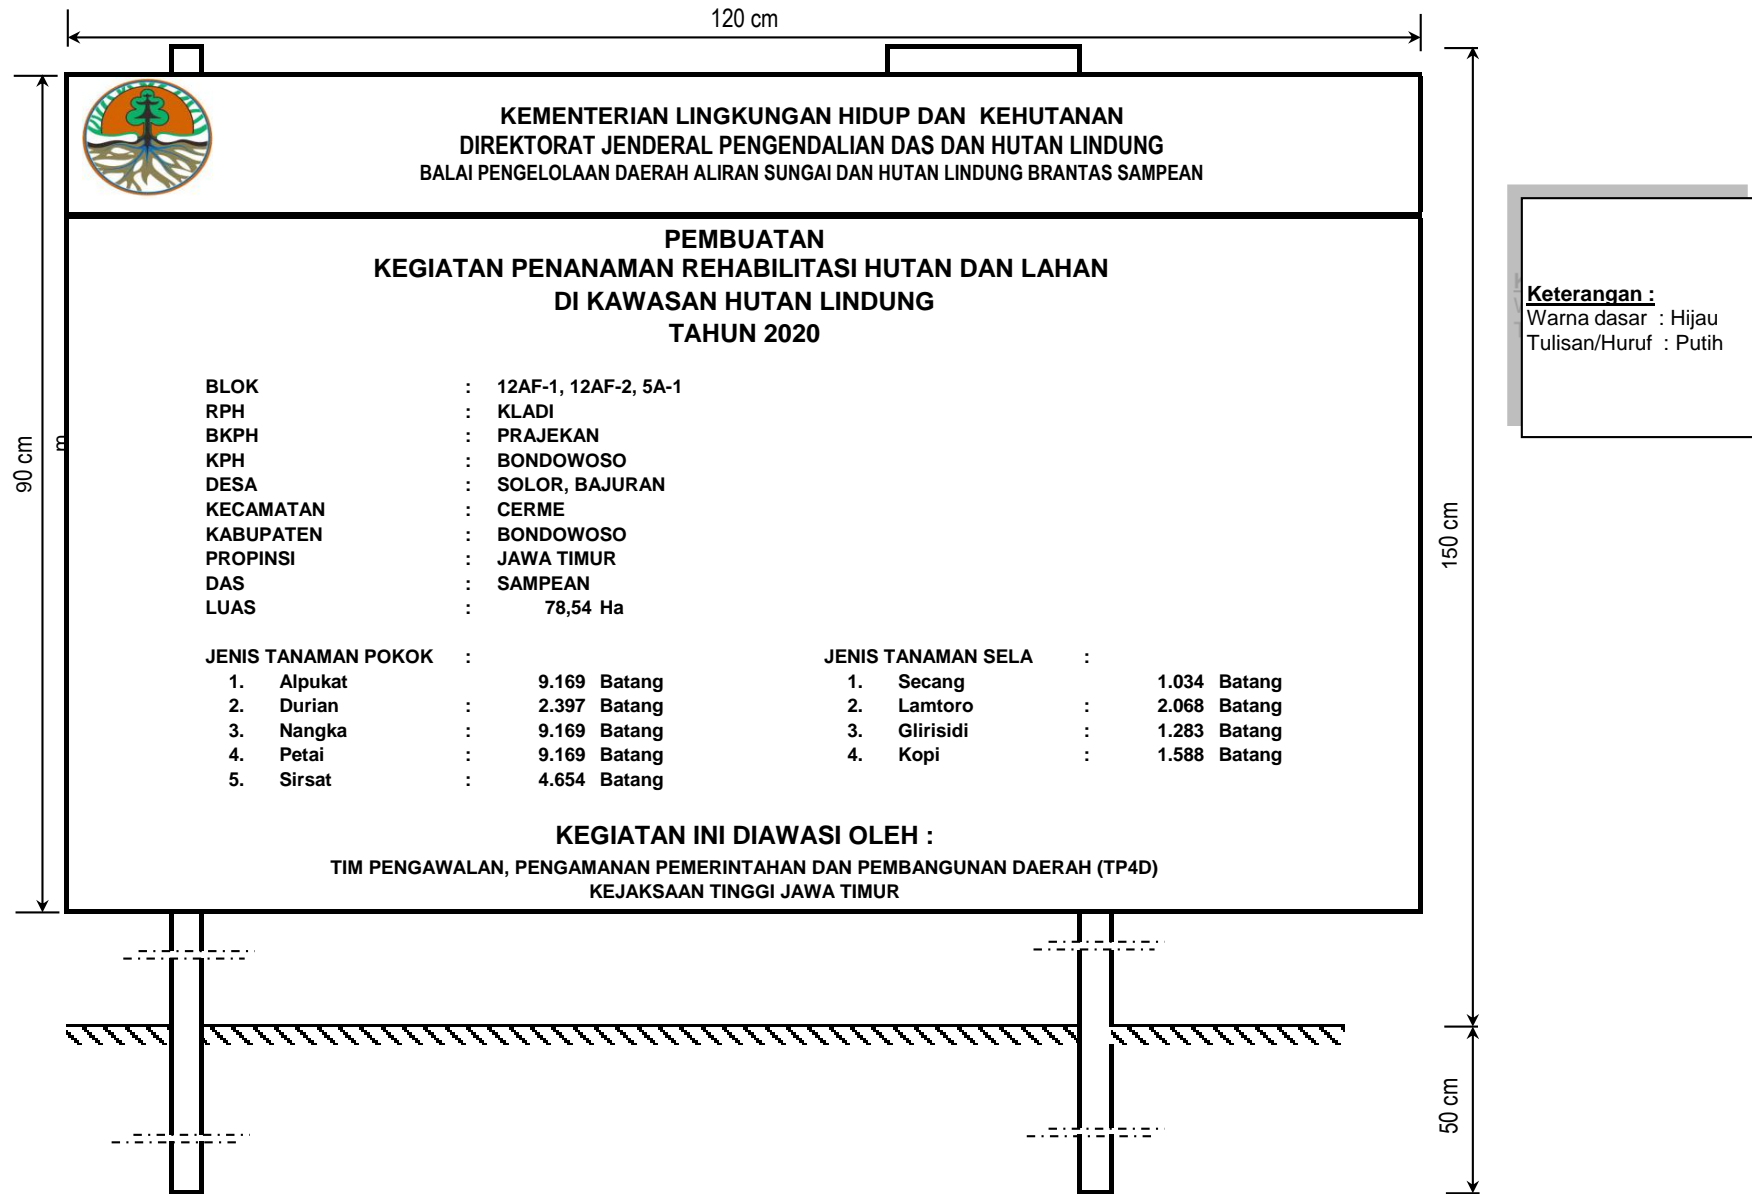 120 cm
KEMENTERIAN LINGKUNGAN HIDUP DAN KEHUTANAN
DIREKTORAT JENDERAL PENGENDALIAN DAS DAN HUTAN LINDUNG
BALAI PENGELOLAAN DAERAH ALIRAN SUNGAI DAN HUTAN LINDUNG BRANTAS SAMPEAN
PEMBUATAN
KEGIATAN PENANAMAN REHABILITASI HUTAN DAN LAHAN
DI KAWASAN HUTAN LINDUNG
TAHUN 2020
BLOK : 12AF-1, 12AF-2, 5A-1
RPH : KLADI
BKPH : PRAJEKAN
KPH : BONDOWOSO
DESA : SOLOR, BAJURAN
KECAMATAN : CERME
KABUPATEN : BONDOWOSO
PROPINSI : JAWA TIMUR
DAS : SAMPEAN
LUAS : 78,54 Ha
JENIS TANAMAN POKOK :
1. Alpukat 9.169 Batang
2. Durian : 2.397 Batang
3. Nangka : 9.169 Batang
4. Petai : 9.169 Batang
5. Sirsat : 4.654 Batang
JENIS TANAMAN SELA :
1. Secang 1.034 Batang
2. Lamtoro : 2.068 Batang
3. Glirisidi : 1.283 Batang
4. Kopi : 1.588 Batang
KEGIATAN INI DIAWASI OLEH :
TIM PENGAWALAN, PENGAMANAN PEMERINTAHAN DAN PEMBANGUNAN DAERAH (TP4D)
KEJAKSAAN TINGGI JAWA TIMUR
90 cm
m
150 cm
50 cm
Keterangan :
Warna dasar : Hijau
Tulisan/Huruf : Putih